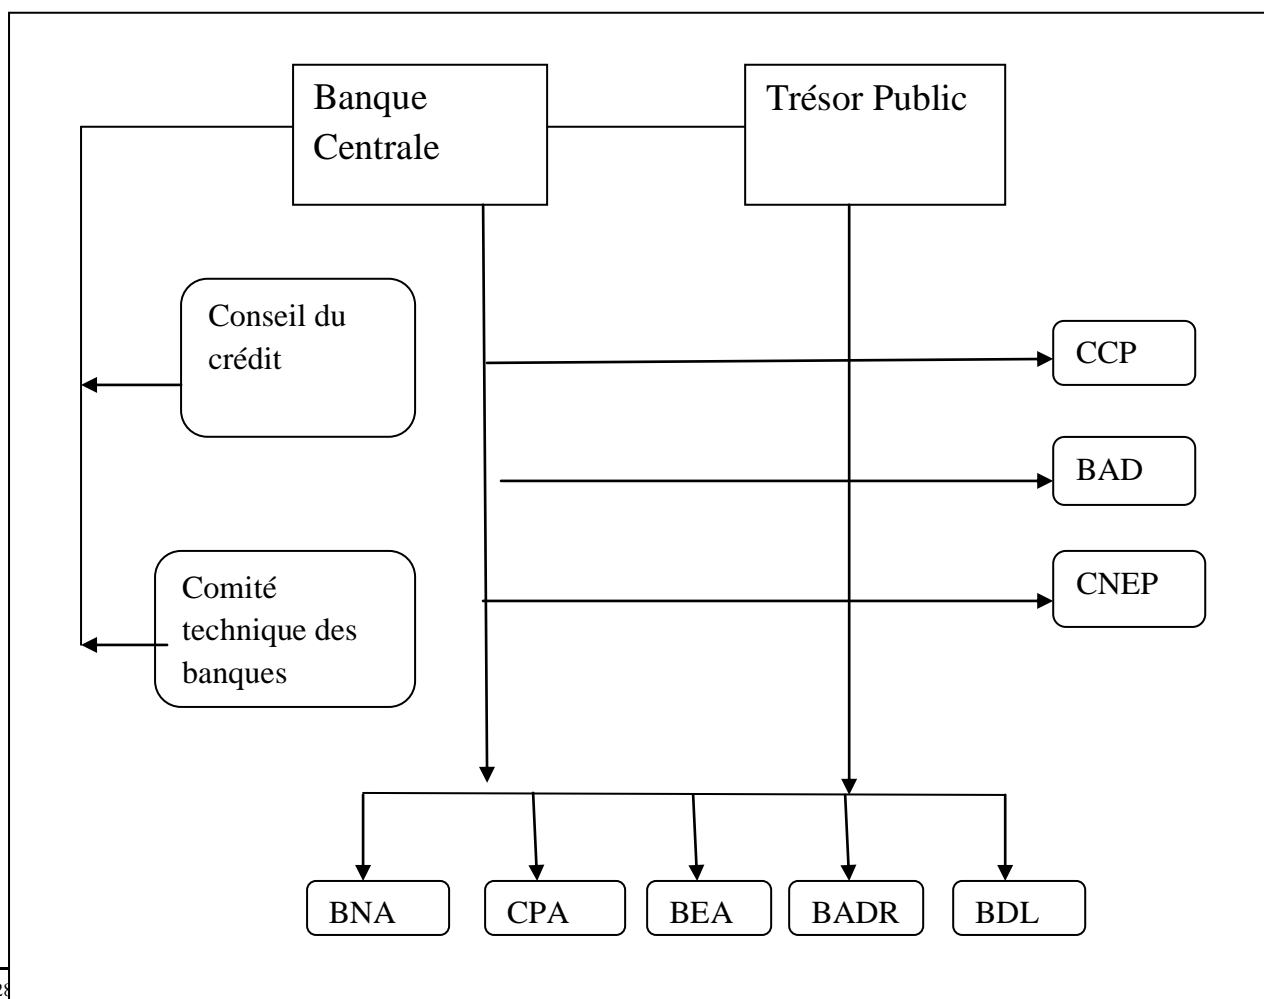 Banque
Centrale
Trésor Public
Conseil du
crédit
CCP
BAD
CNEP
Comité
technique des
banques
BNA
CPA
BEA
BADR
BDL